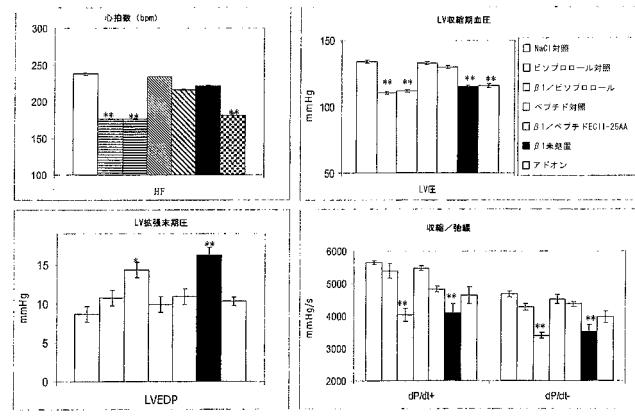 心拍数 (bpm)
300
250
200
150
100
**
**
**
HF
LV収縮期血圧
mmHg
150
100
50
**
**
**
**
LV圧
NaCl対照
ビソプロロール対照
β1/ビソプロロール
ペプチド対照
β1/ペプチドECII-25AA
β1未処置
アドオン
LV拡張末期圧
mmHg
15
10
5
0
*
**
LVEDP
収縮/弛緩
mmHg/s
6000
5000
4000
3000
2000
**
**
**
**
dP/dt+
dP/dt-